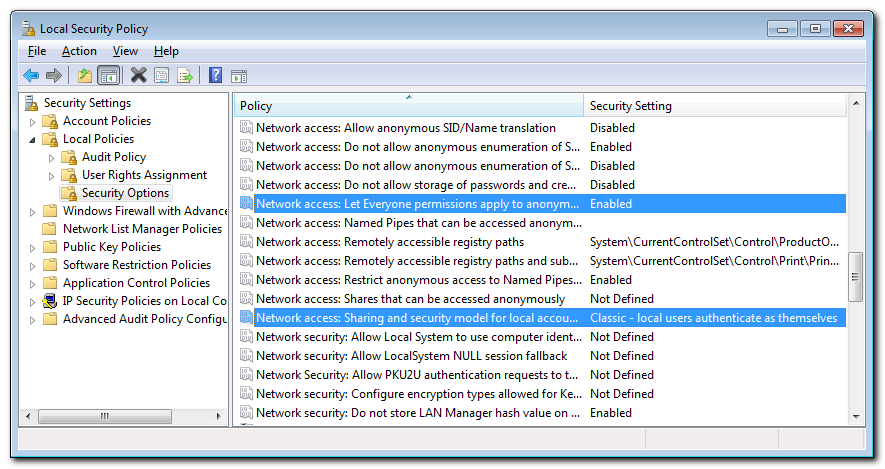 Local Security Policy
File Action View Help
Security Settings
Account Policies
Local Policies
Audit Policy
User Rights Assignment
Security Options
Windows Firewall with Advance
Network List Manager Policies
Public Key Policies
Software Restriction Policies
Application Control Policies
IP Security Policies on Local Co
Advanced Audit Policy Configu
Policy Security Setting
Network access: Allow anonymous SID/Name translation Disabled
Network access: Do not allow anonymous enumeration of S... Enabled
Network access: Do not allow anonymous enumeration of S... Disabled
Network access: Do not allow storage of passwords and cre... Disabled
Network access: Let Everyone permissions apply to anonym... Enabled
Network access: Named Pipes that can be accessed anonym...
Network access: Remotely accessible registry paths System\CurrentControlSet\Control\ProductO...
Network access: Remotely accessible registry paths and sub... System\CurrentControlSet\Control\Print\Prin...
Network access: Restrict anonymous access to Named Pipes... Enabled
Network access: Shares that can be accessed anonymously Not Defined
Network access: Sharing and security model for local accou... Classic - local users authenticate as themselves
Network security: Allow Local System to use computer ident... Not Defined
Network security: Allow LocalSystem NULL session fallback Not Defined
Network Security: Allow PKU2U authentication requests to t... Not Defined
Network security: Configure encryption types allowed for Ke... Not Defined
Network security: Do not store LAN Manager hash value on ... Enabled